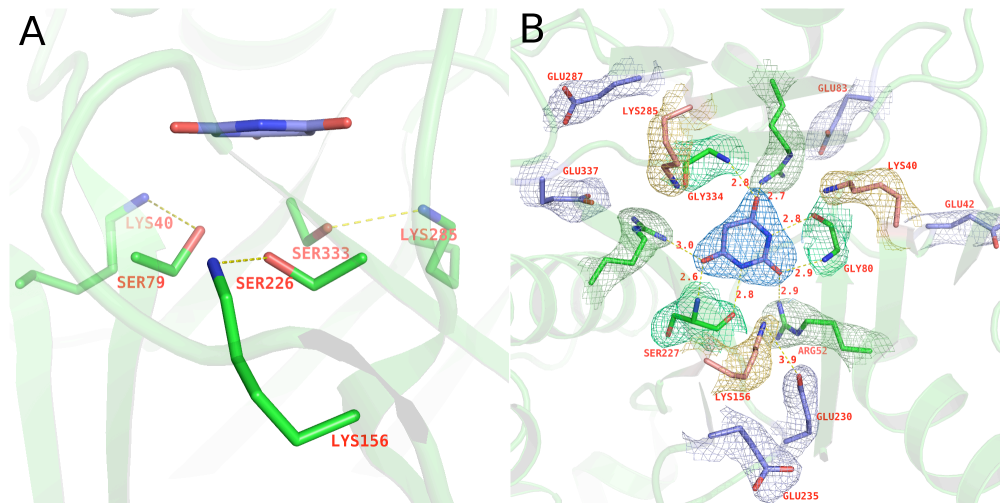 A
B
LYS40
SER79
SER226
SER333
LYS285
LYS156
GLU287
LYS285
GLU83
GLU337
GLY334
LYS40
GLU42
2.8
2.7
2.8
3.0
GLY80
2.9
2.6
2.8
2.9
SER227
ARG52
3.9
LYS156
GLU230
GLU235